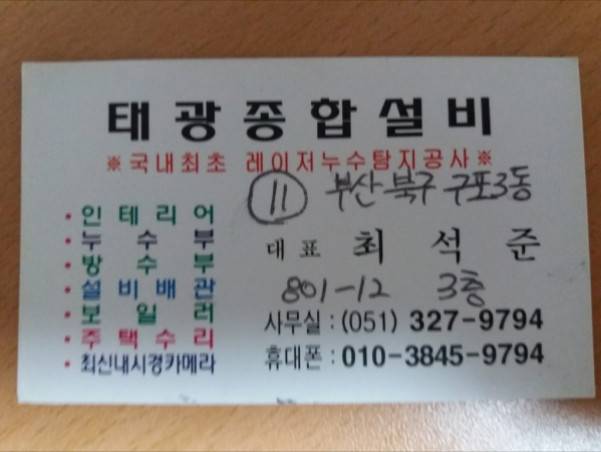 태광종합설비
※국내최초 레이저누수탐지공사※
⑪ 부산 북구 구포3동
대표 최석준
801-12 3층
사무실 : (051) 327-9794
휴대폰 : 010-3845-9794
· 인테리어
· 누수부
· 방수부
· 설비배관
· 보일러
· 주택수리
· 최신내시경카메라